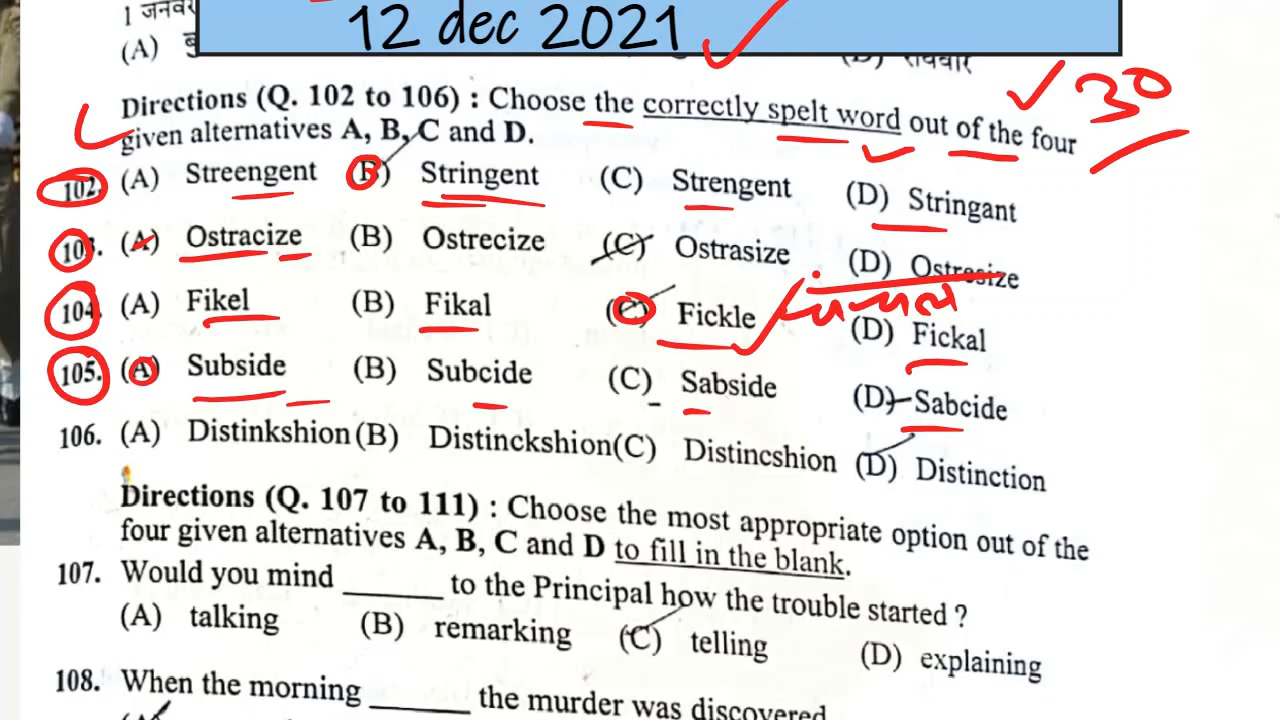 1 जनवर
12 dec 2021
(A) बु
(D) रविवार
30
Directions (Q. 102 to 106) : Choose the correctly spelt word out of the four
given alternatives A, B, C and D.
102. (A) Streengent (B) Stringent (C) Strengent (D) Stringant
103. (A) Ostracize (B) Ostrecize (C) Ostrasize (D) Ostresize
104. (A) Fikel (B) Fikal (C) Fickle (D) Fickal
105. (A) Subside (B) Subcide (C) Sabside (D) Sabcide
106. (A) Distinkshion (B) Distinckshion (C) Distincshion (D) Distinction
Directions (Q. 107 to 111) : Choose the most appropriate option out of the
four given alternatives A, B, C and D to fill in the blank.
107. Would you mind ______ to the Principal how the trouble started ?
(A) talking (B) remarking (C) telling (D) explaining
108. When the morning ______ the murder was discovered